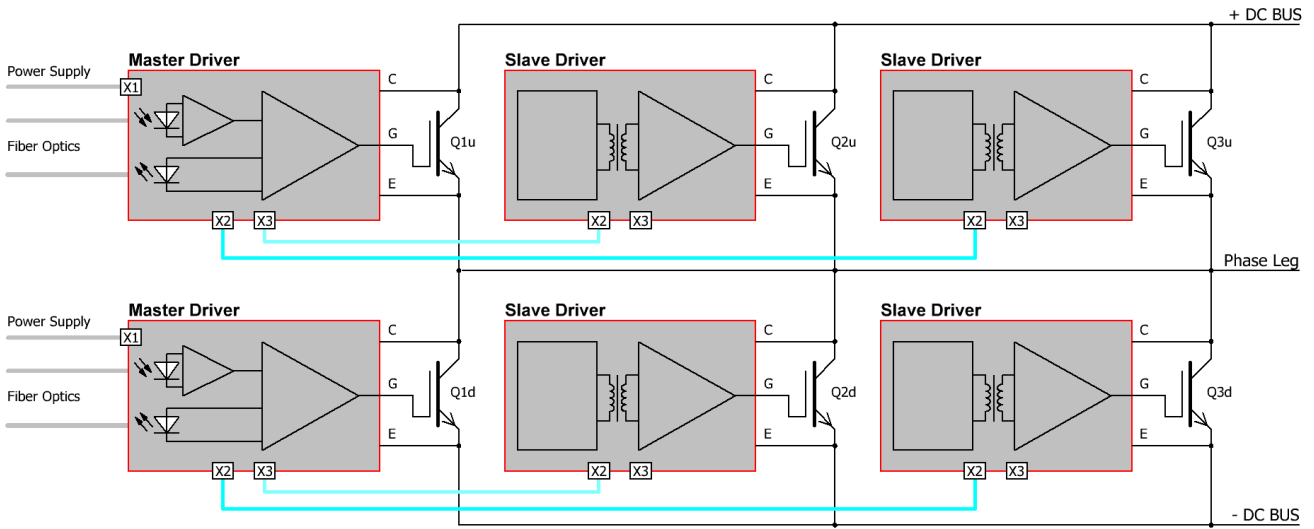 + DC BUS
Master Driver
Slave Driver
Slave Driver
Power Supply
X1
C
C
C
Fiber Optics
G
Q1u
G
Q2u
G
Q3u
E
E
E
X2
X3
X2
X3
X2
X3
Phase Leg
Master Driver
Slave Driver
Slave Driver
Power Supply
X1
C
C
C
Fiber Optics
G
Q1d
G
Q2d
G
Q3d
E
E
E
X2
X3
X2
X3
X2
X3
- DC BUS